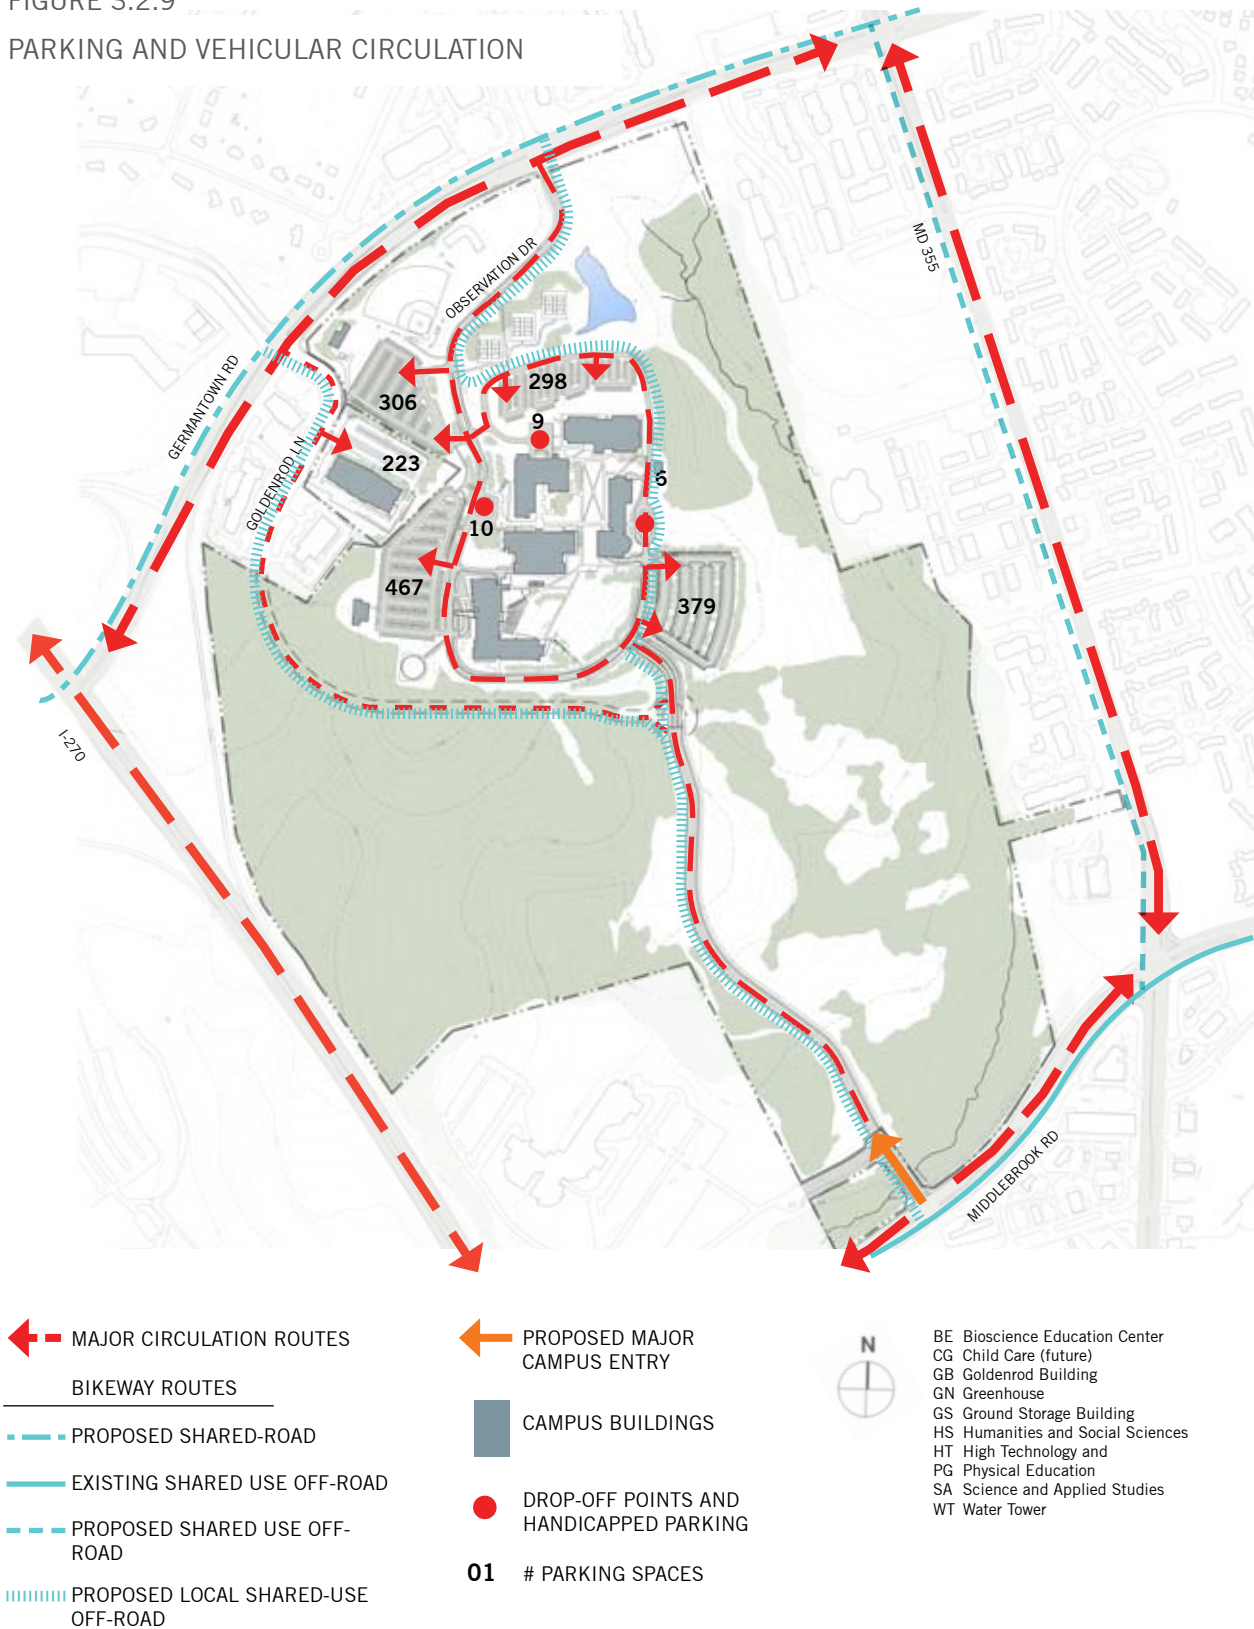 FIGURE 3.2.9
PARKING AND VEHICULAR CIRCULATION
MD 355
OBSERVATION DR
GERMANTOWN RD
298
306
9
223
GOLDENROD LN
6
10
467
379
I-270
MIDDLEBROOK RD
MAJOR CIRCULATION ROUTES
BIKEWAY ROUTES
PROPOSED SHARED-ROAD
EXISTING SHARED USE OFF-ROAD
PROPOSED SHARED USE OFF-
ROAD
PROPOSED LOCAL SHARED-USE
OFF-ROAD
PROPOSED MAJOR
CAMPUS ENTRY
CAMPUS BUILDINGS
DROP-OFF POINTS AND
HANDICAPPED PARKING
01 # PARKING SPACES
N
BE Bioscience Education Center
CG Child Care (future)
GB Goldenrod Building
GN Greenhouse
GS Ground Storage Building
HS Humanities and Social Sciences
HT High Technology and
PG Physical Education
SA Science and Applied Studies
WT Water Tower